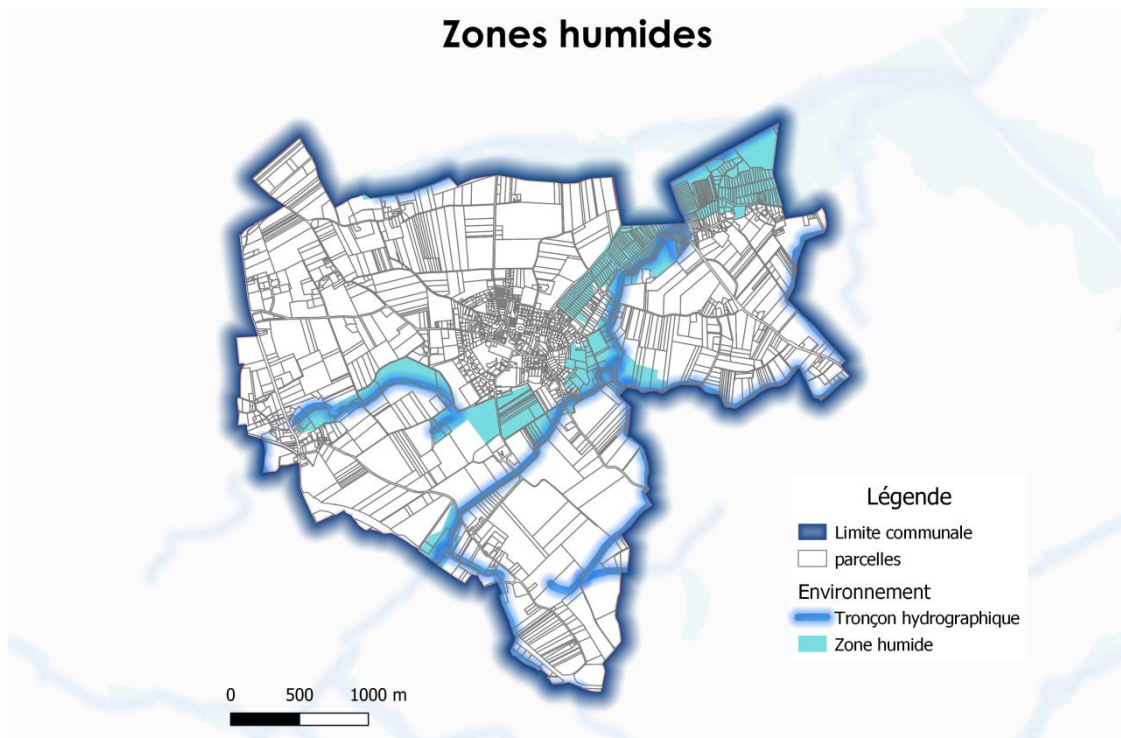 Zones humides
Légende
Limite communale
parcelles
Environnement
Tronçon hydrographique
Zone humide
0 500 1000 m